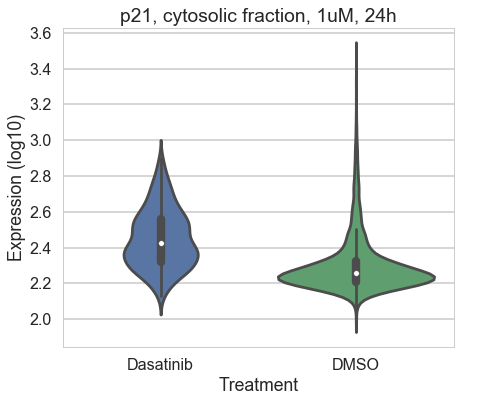 p21, cytosolic fraction, 1uM, 24h
Expression (log10)
3.6
3.4
3.2
3.0
2.8
2.6
2.4
2.2
2.0
Dasatinib
DMSO
Treatment